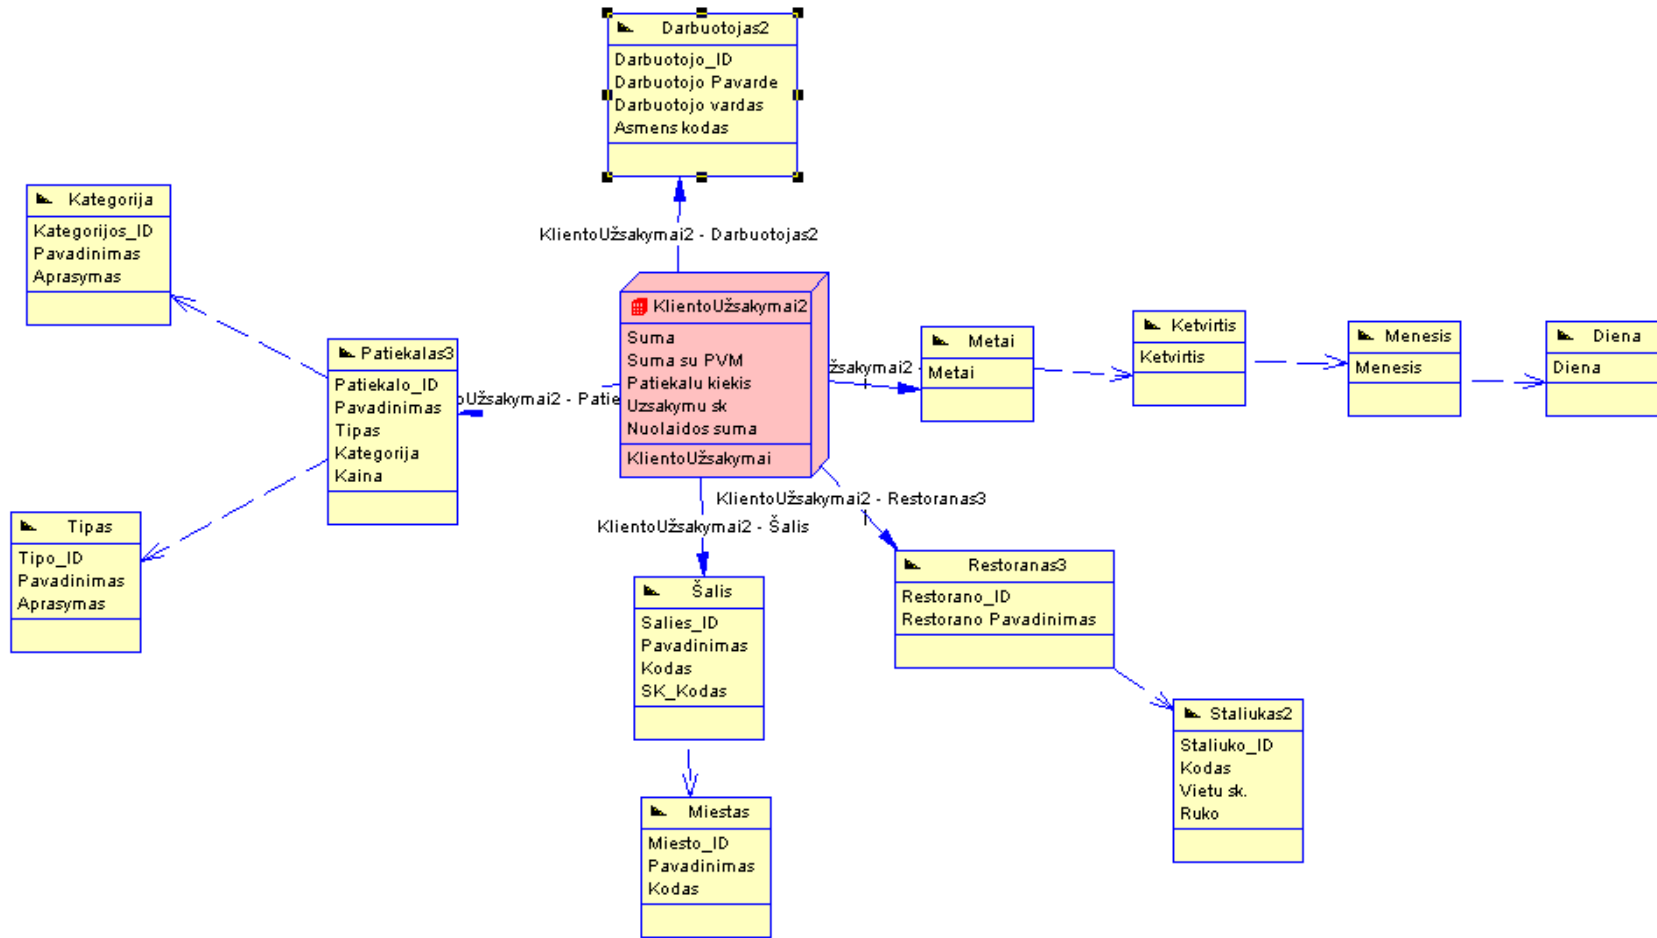 Darbuotojas2
Darbuotojo_ID
Darbuotojo Pavarde
Darbuotojo vardas
Asmens kodas
KlientoUžsakymai2 - Darbuotojas2
Kategorija
Kategorijos_ID
Pavadinimas
Aprasymas
Patiekalas3
Patiekalo_ID
Pavadinimas
Tipas
Kategorija
Kaina
oUžsakymai2 - Patie
KlientoUžsakymai2
Suma
Suma su PVM
Patiekalu kiekis
Uzsakymu sk
Nuolaidos suma
KlientoUžsakymai
žsakymai2 -
Metai
Metai
Ketvirtis
Ketvirtis
Menesis
Menesis
Diena
Diena
KlientoUžsakymai2 - Restoranas3
KlientoUžsakymai2 - Šalis
Tipas
Tipo_ID
Pavadinimas
Aprasymas
Šalis
Salies_ID
Pavadinimas
Kodas
SK_Kodas
Restoranas3
Restorano_ID
Restorano Pavadinimas
Staliukas2
Staliuko_ID
Kodas
Vietu sk.
Ruko
Miestas
Miesto_ID
Pavadinimas
Kodas